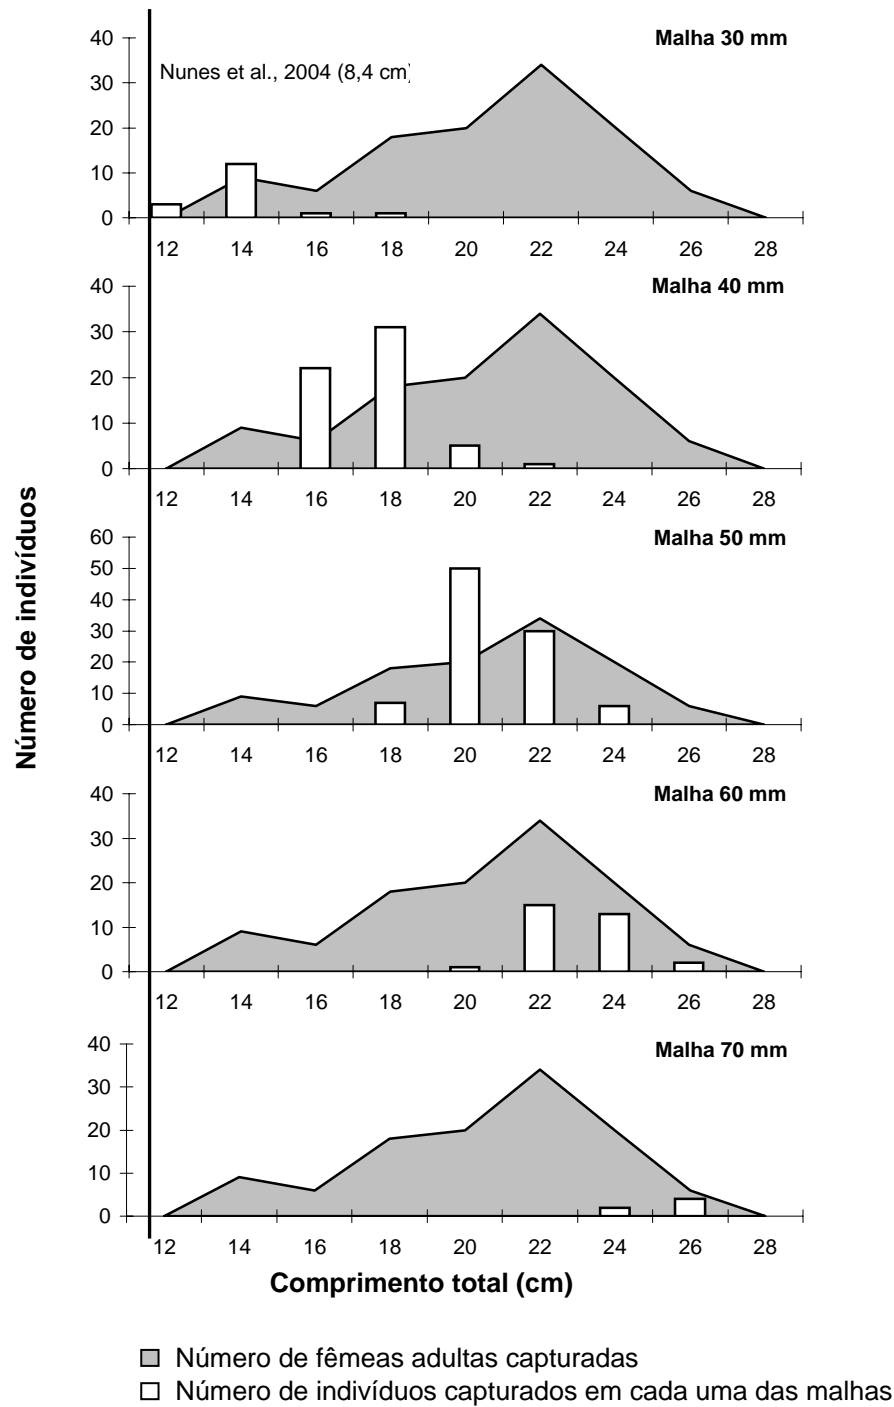 Malha 30 mm
Nunes et al., 2004 (8,4 cm)
40
30
20
10
0
12 14 16 18 20 22 24 26 28
Malha 40 mm
40
30
20
10
0
12 14 16 18 20 22 24 26 28
Malha 50 mm
60
50
40
30
20
10
0
12 14 16 18 20 22 24 26 28
Malha 60 mm
40
30
20
10
0
12 14 16 18 20 22 24 26 28
Malha 70 mm
40
30
20
10
0
12 14 16 18 20 22 24 26 28
Número de indivíduos
Comprimento total (cm)
Número de fêmeas adultas capturadas
Número de indivíduos capturados em cada uma das malhas